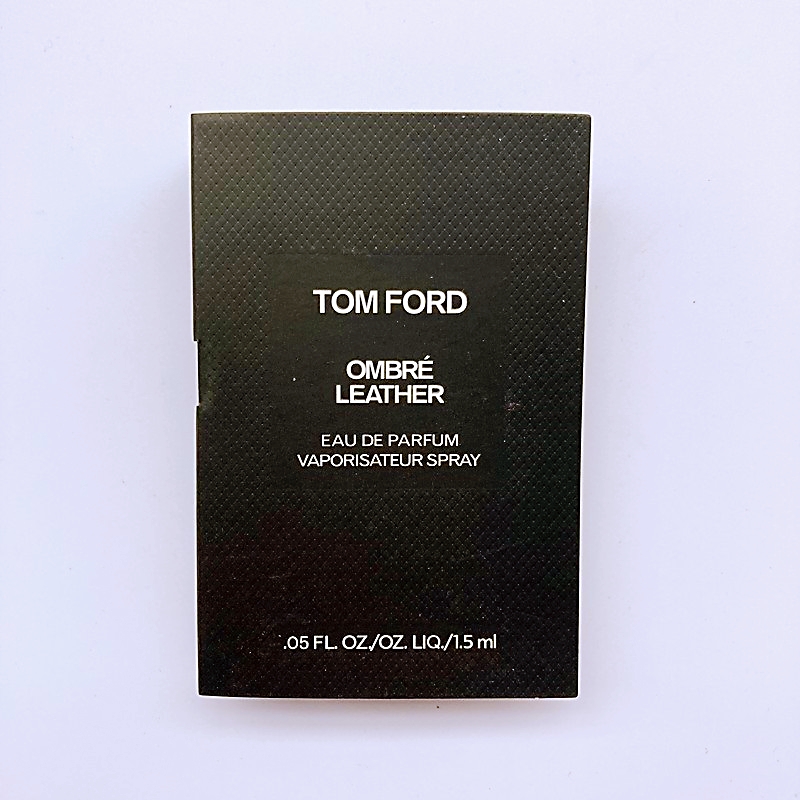 TOM FORD
OMBRÉ
LEATHER
EAU DE PARFUM
VAPORISATEUR SPRAY
.05 FL. OZ./OZ. LIQ./1.5 ml